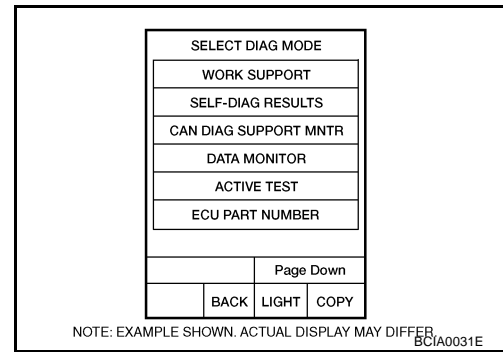 SELECT DIAG MODE
WORK SUPPORT
SELF-DIAG RESULTS
CAN DIAG SUPPORT MNTR
DATA MONITOR
ACTIVE TEST
ECU PART NUMBER
Page Down
BACK LIGHT COPY
NOTE: EXAMPLE SHOWN. ACTUAL DISPLAY MAY DIFFER.
BCIA0031E